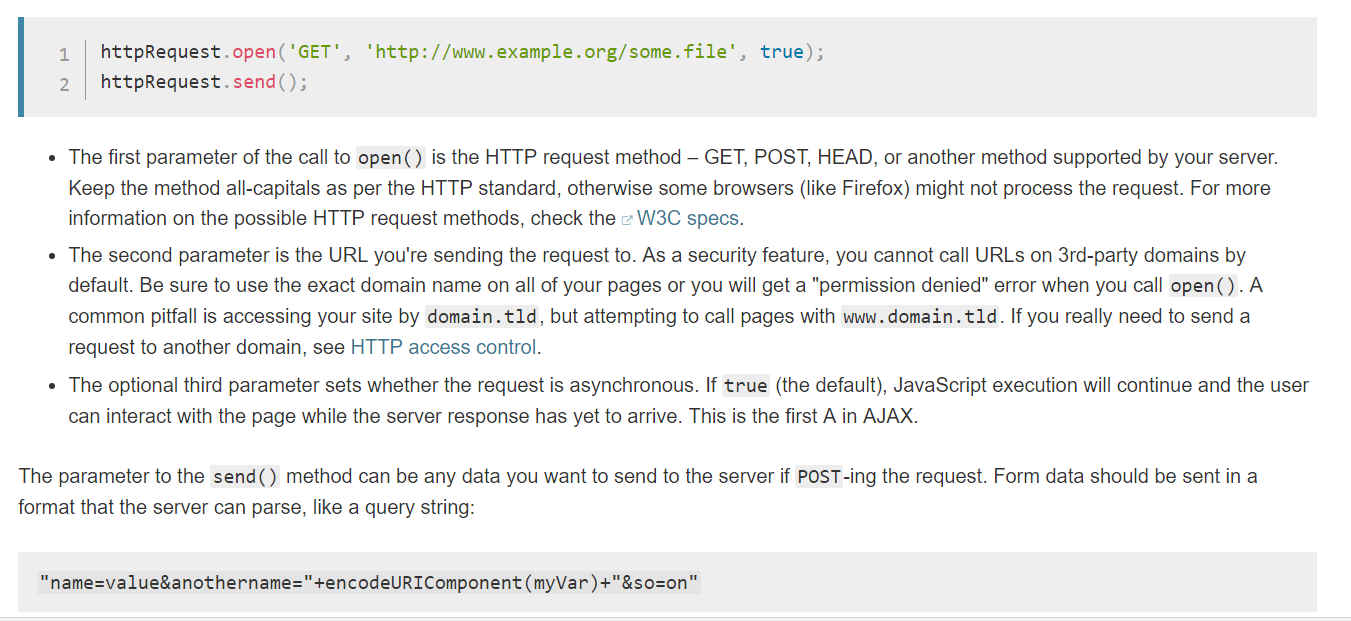 1 httpRequest.open('GET', 'http://www.example.org/some.file', true);
2 httpRequest.send();
• The first parameter of the call to open() is the HTTP request method – GET, POST, HEAD, or another method supported by your server.
Keep the method all-capitals as per the HTTP standard, otherwise some browsers (like Firefox) might not process the request. For more
information on the possible HTTP request methods, check the W3C specs.
• The second parameter is the URL you're sending the request to. As a security feature, you cannot call URLs on 3rd-party domains by
default. Be sure to use the exact domain name on all of your pages or you will get a "permission denied" error when you call open(). A
common pitfall is accessing your site by domain.tld, but attempting to call pages with www.domain.tld. If you really need to send a
request to another domain, see HTTP access control.
• The optional third parameter sets whether the request is asynchronous. If true (the default), JavaScript execution will continue and the user
can interact with the page while the server response has yet to arrive. This is the first A in AJAX.
The parameter to the send() method can be any data you want to send to the server if POST-ing the request. Form data should be sent in a
format that the server can parse, like a query string:
"name=value&anothername="+encodeURIComponent(myVar)+"&so=on"